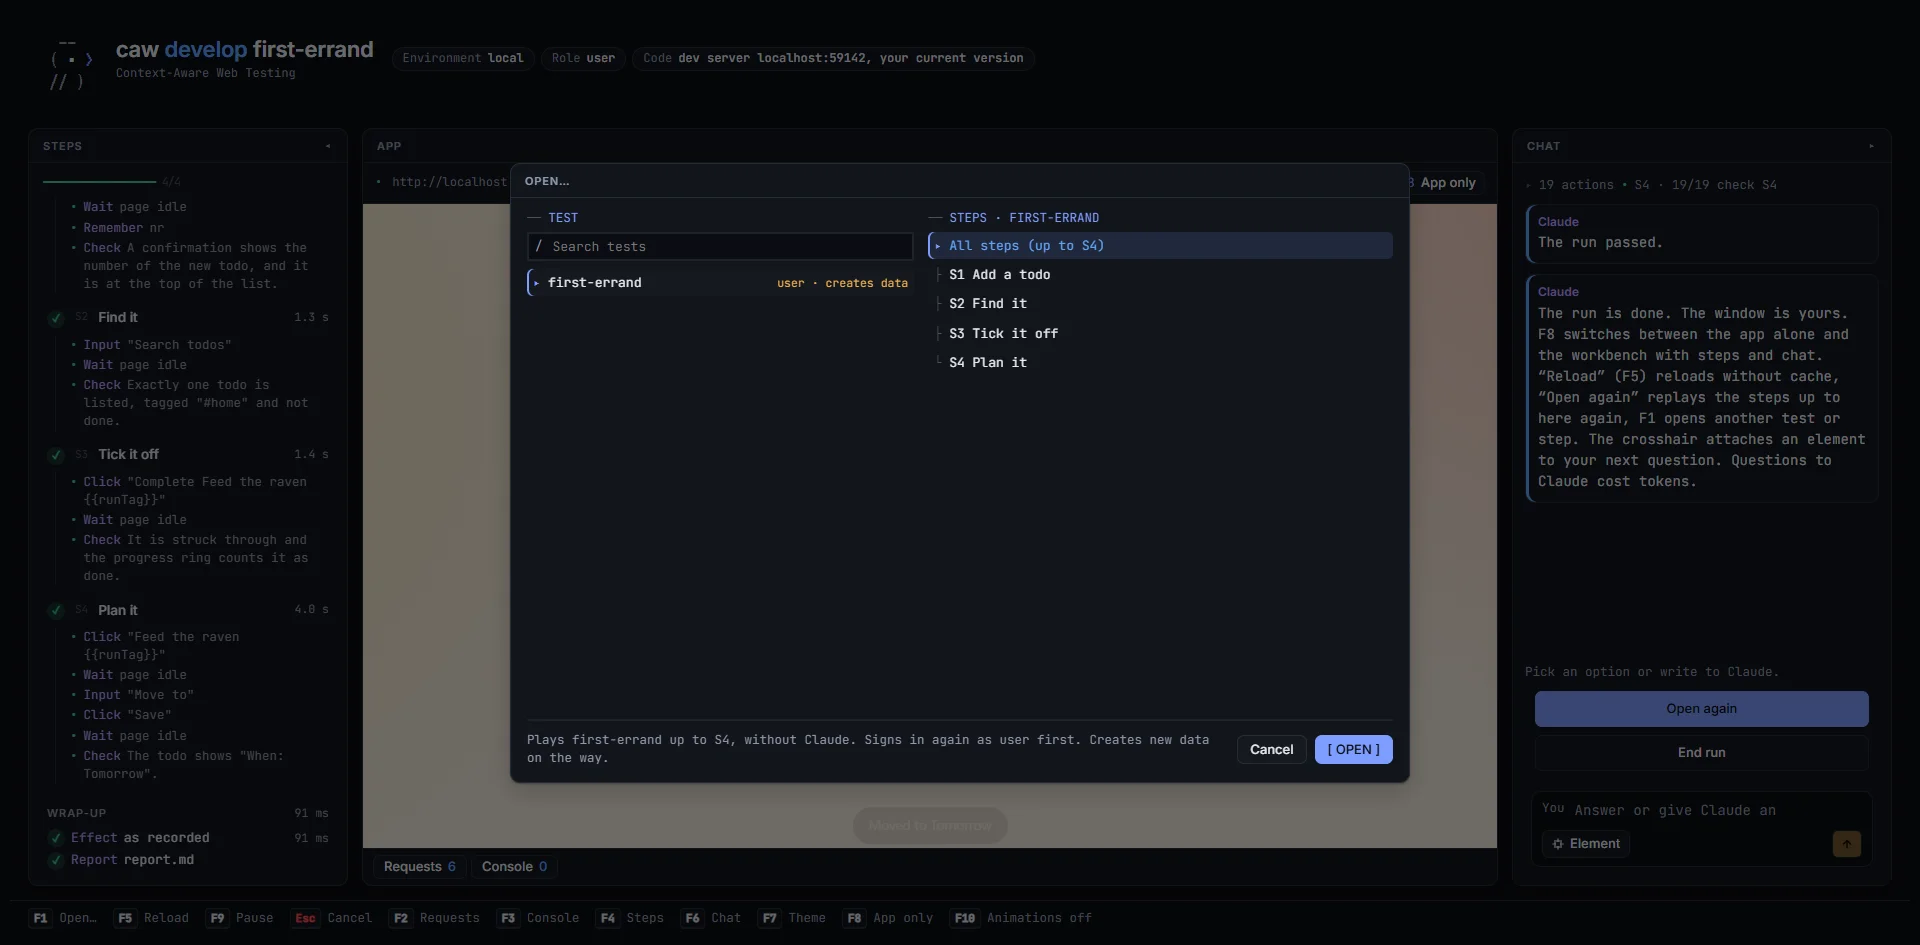 caw develop first-errand
Context-Aware Web Testing
Environment local
Role user
Code dev server localhost:59142, your current version
STEPS
4/4
• Wait page idle
• Remember nr
• Check A confirmation shows the
number of the new todo, and it
is at the top of the list.
✓ S2 Find it 1.3 s
• Input "Search todos"
• Wait page idle
• Check Exactly one todo is
listed, tagged "#home" and not
done.
✓ S3 Tick it off 1.4 s
• Click "Complete Feed the raven
{{runTag}}"
• Wait page idle
• Check It is struck through and
the progress ring counts it as
done.
✓ S4 Plan it 4.0 s
• Click "Feed the raven
{{runTag}}"
• Wait page idle
• Input "Move to"
• Click "Save"
• Wait page idle
• Check The todo shows "When:
Tomorrow".
WRAP-UP 91 ms
✓ Effect as recorded 91 ms
✓ Report report.md
APP
• http://localhost
App only
OPEN…
TEST
/ Search tests
first-errand user · creates data
STEPS · FIRST-ERRAND
All steps (up to S4)
S1 Add a todo
S2 Find it
S3 Tick it off
S4 Plan it
Plays first-errand up to S4, without Claude. Signs in again as user first. Creates new data
on the way.
Cancel
[ OPEN ]
Moved to Tomorrow
Requests 6
Console 0
CHAT
19 actions • S4 · 19/19 check S4
Claude
The run passed.
Claude
The run is done. The window is yours.
F8 switches between the app alone and
the workbench with steps and chat.
“Reload” (F5) reloads without cache,
“Open again” replays the steps up to
here again, F1 opens another test or
step. The crosshair attaches an element
to your next question. Questions to
Claude cost tokens.
Pick an option or write to Claude.
Open again
End run
You Answer or give Claude an
Element
F1 Open… F5 Reload F9 Pause Esc Cancel F2 Requests F3 Console F4 Steps F6 Chat F7 Theme F8 App only F10 Animations off